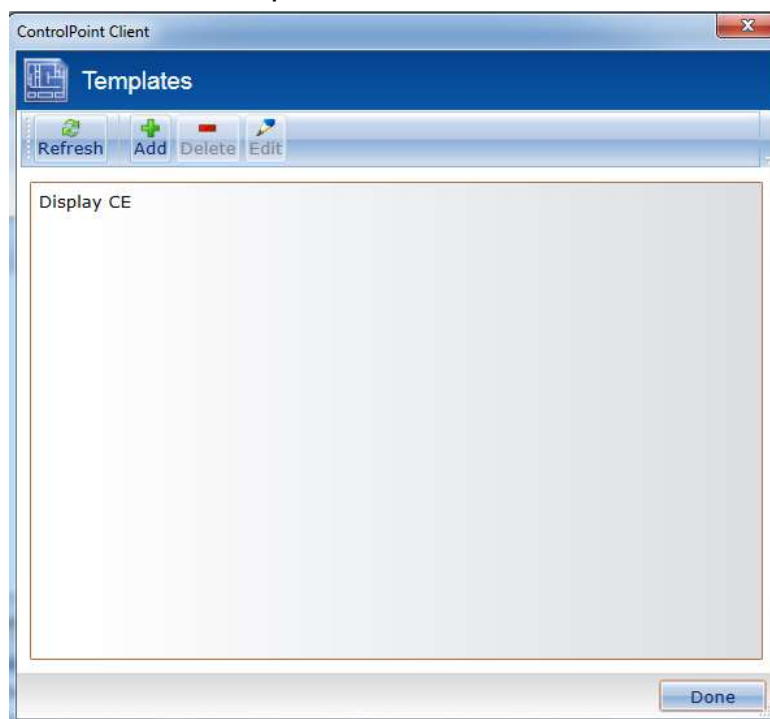 ControlPoint Client
Templates
Refresh Add Delete Edit
Display CE
Done